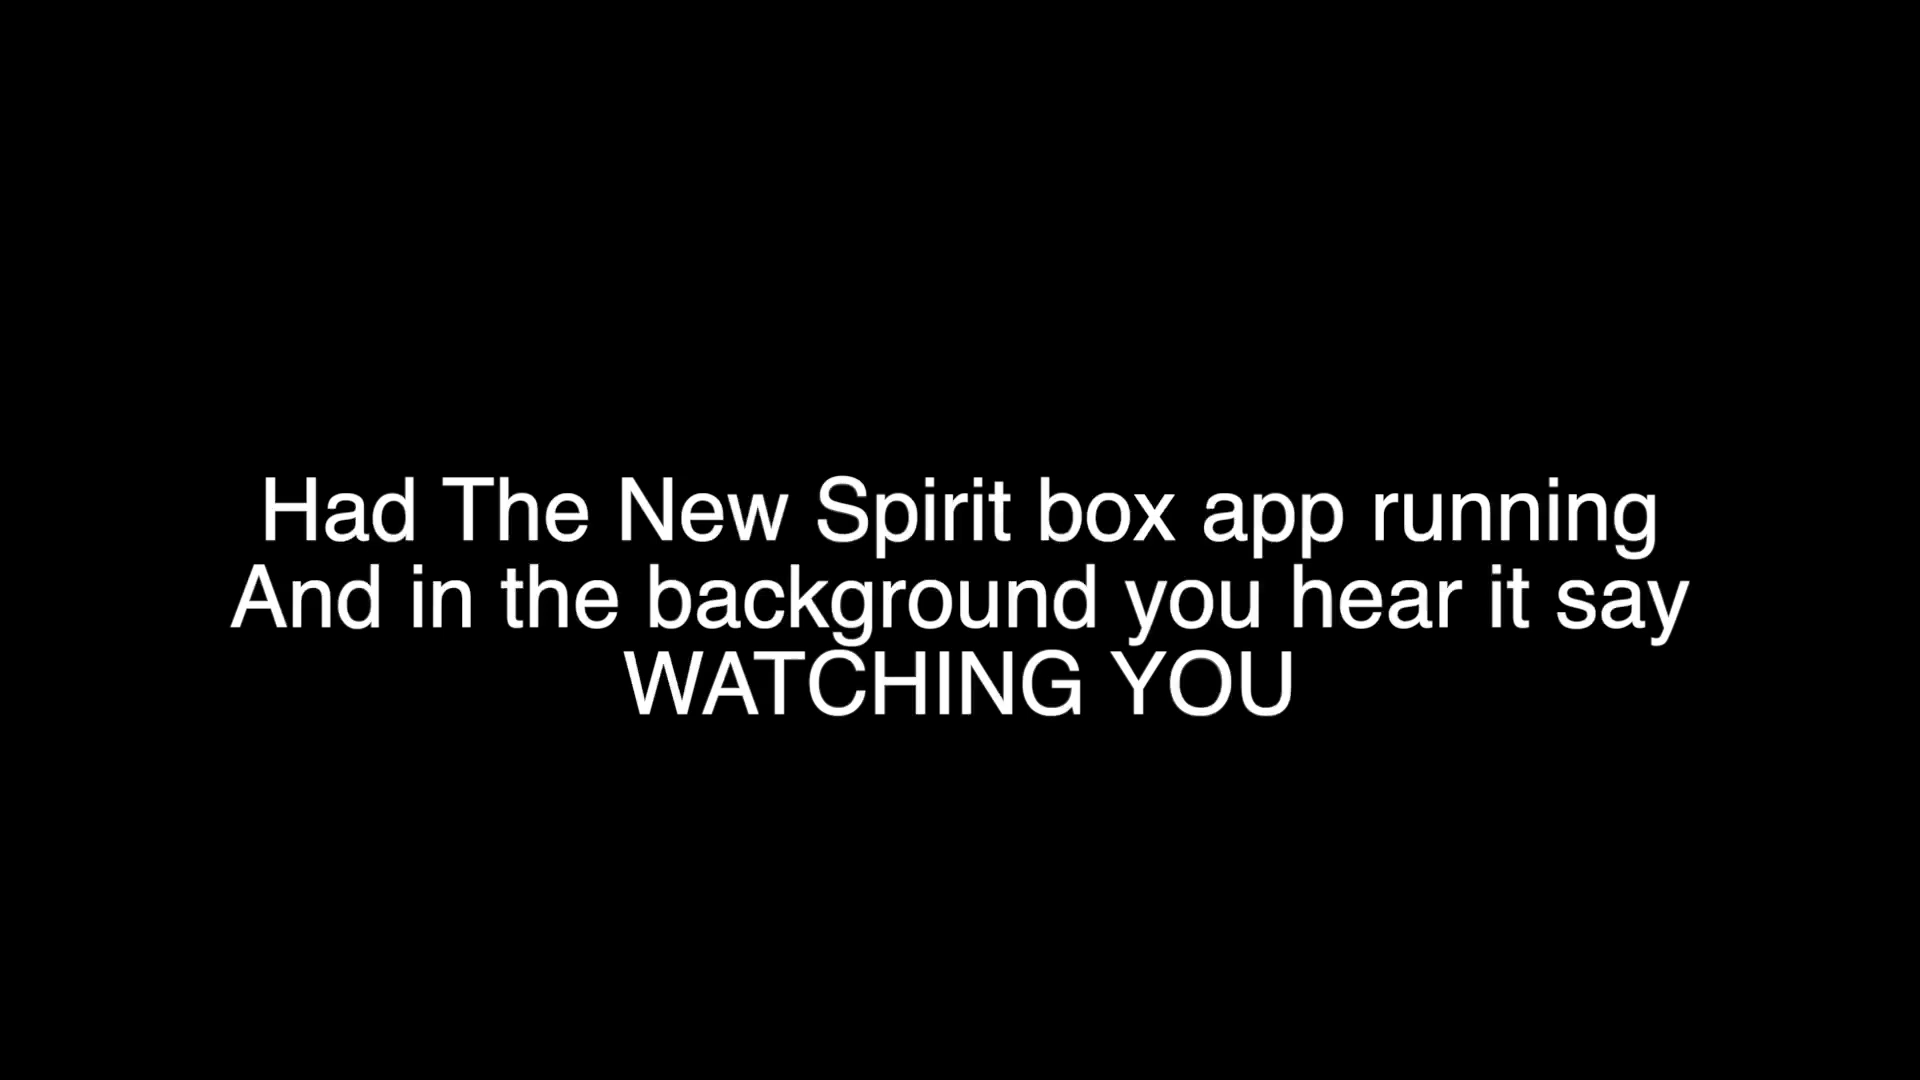 Had The New Spirit box app running
And in the background you hear it say
WATCHING YOU